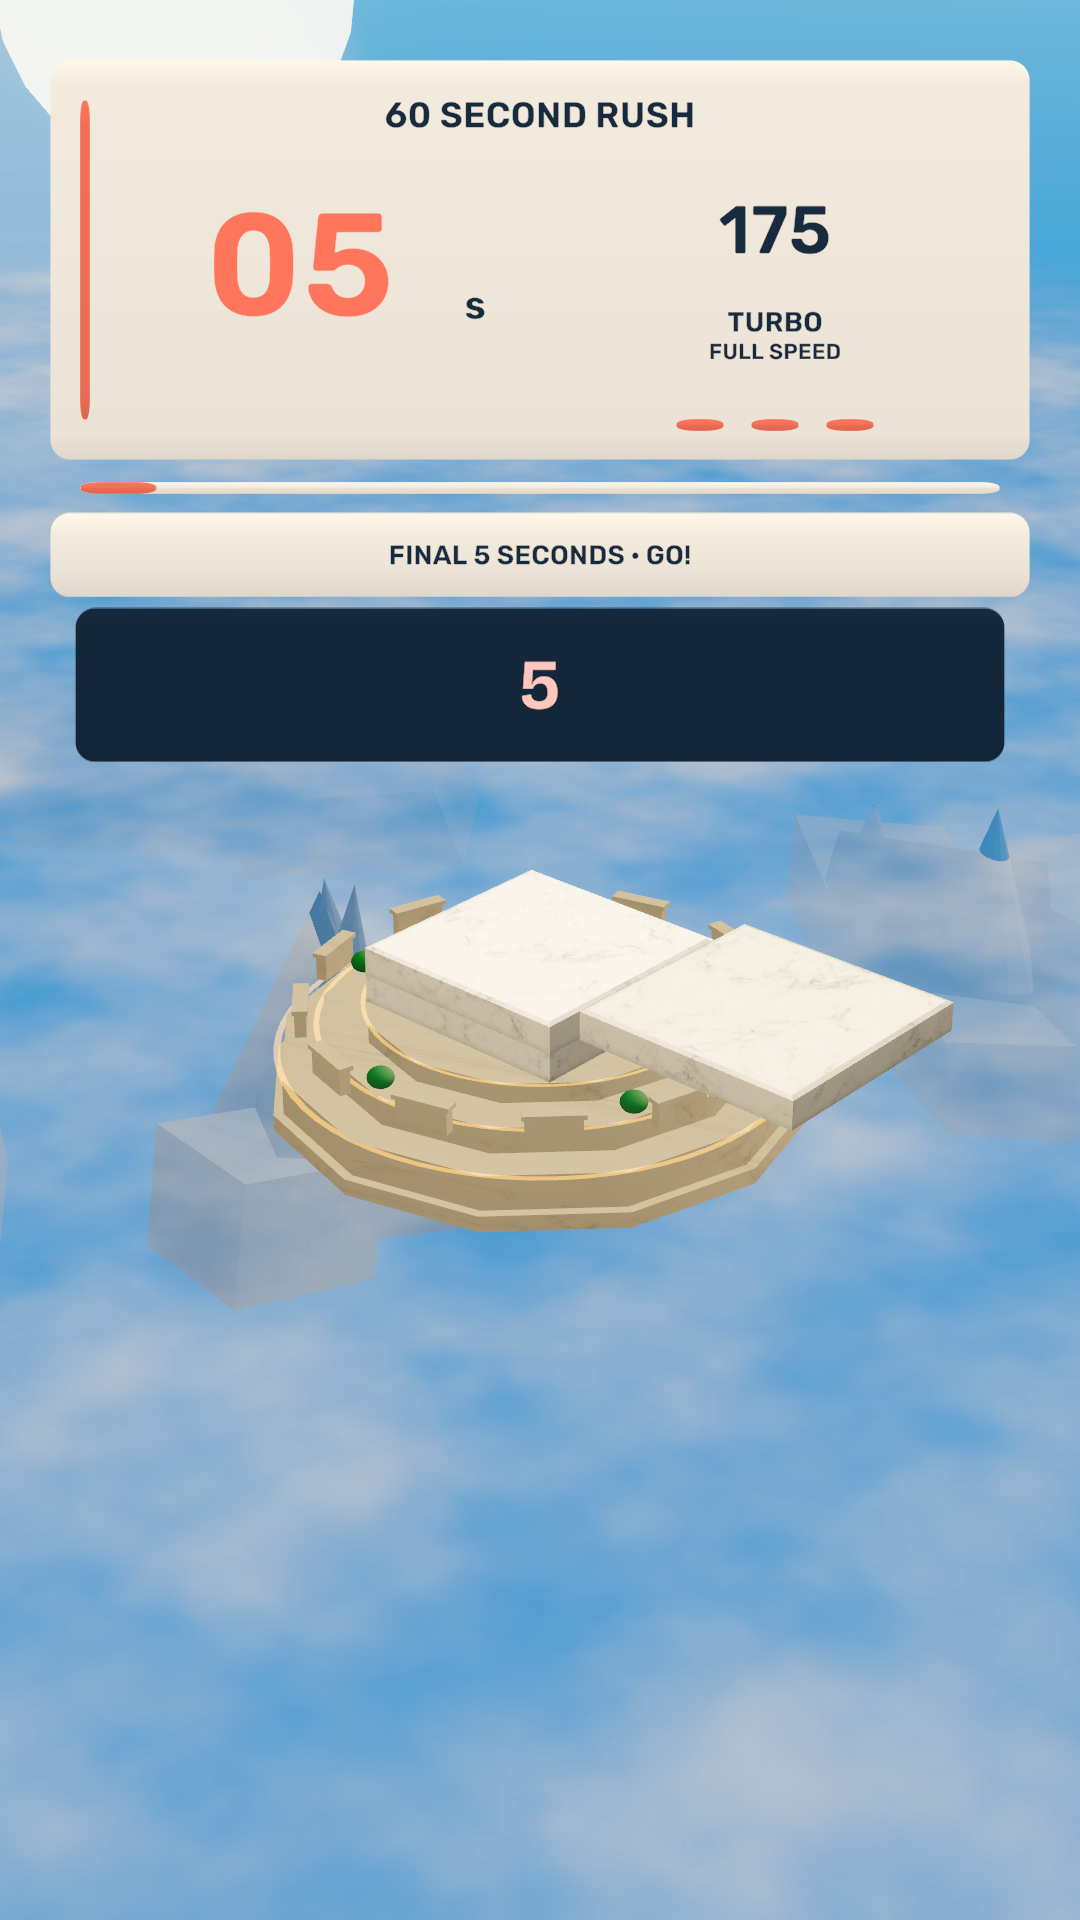 60 SECOND RUSH
05 s
175
TURBO
FULL SPEED
FINAL 5 SECONDS • GO!
5